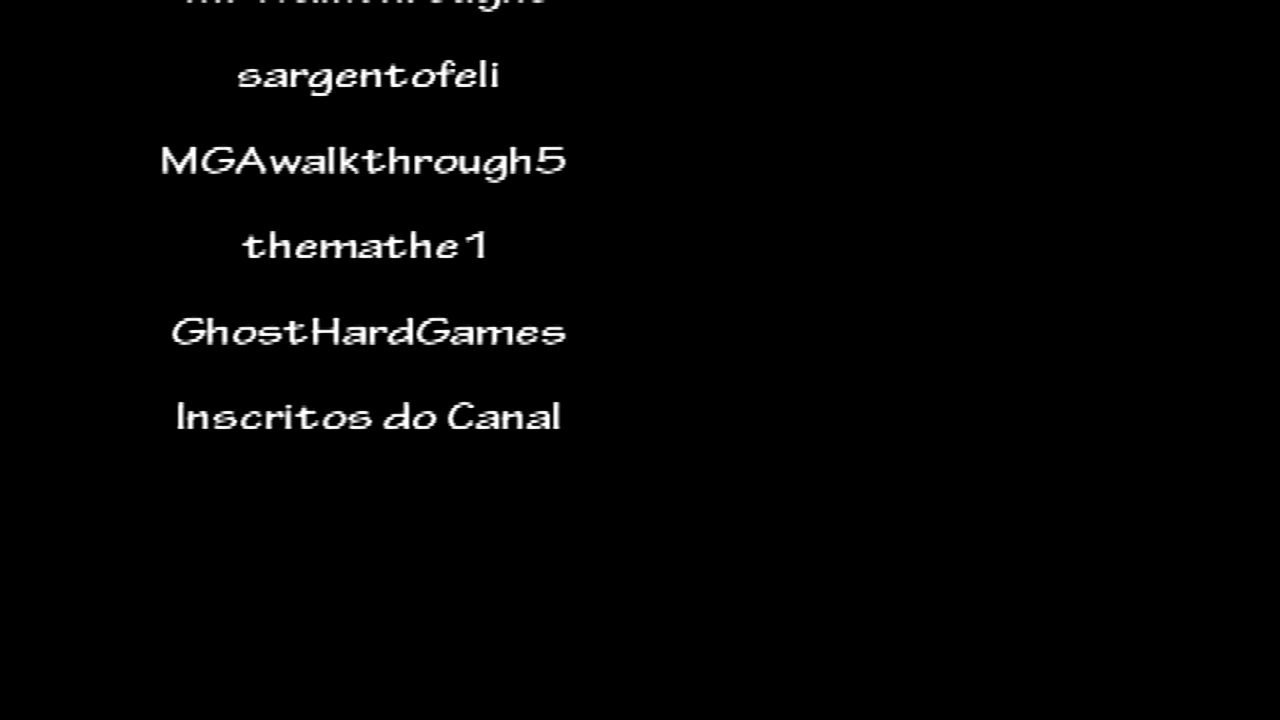 sargentofeli
MGAwalkthrough5
themathe1
GhostHardGames
Inscritos do Canal